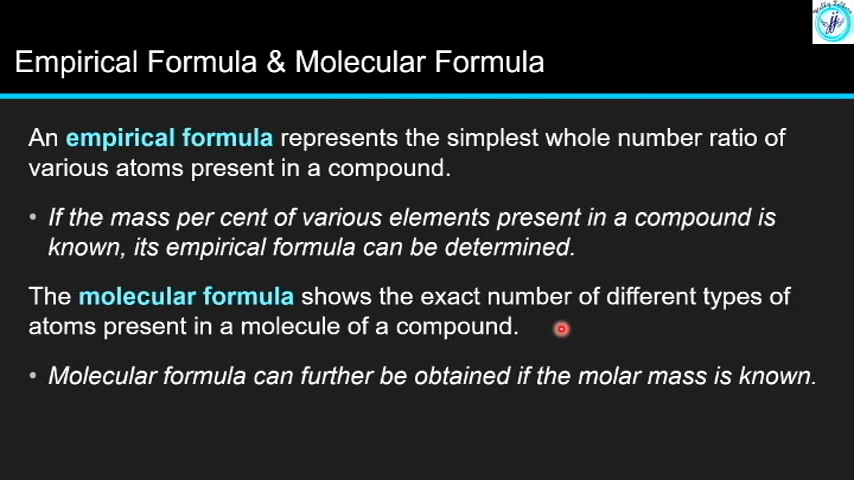 Empirical Formula & Molecular Formula
An empirical formula represents the simplest whole number ratio of
various atoms present in a compound.
• If the mass per cent of various elements present in a compound is
known, its empirical formula can be determined.
The molecular formula shows the exact number of different types of
atoms present in a molecule of a compound.
• Molecular formula can further be obtained if the molar mass is known.